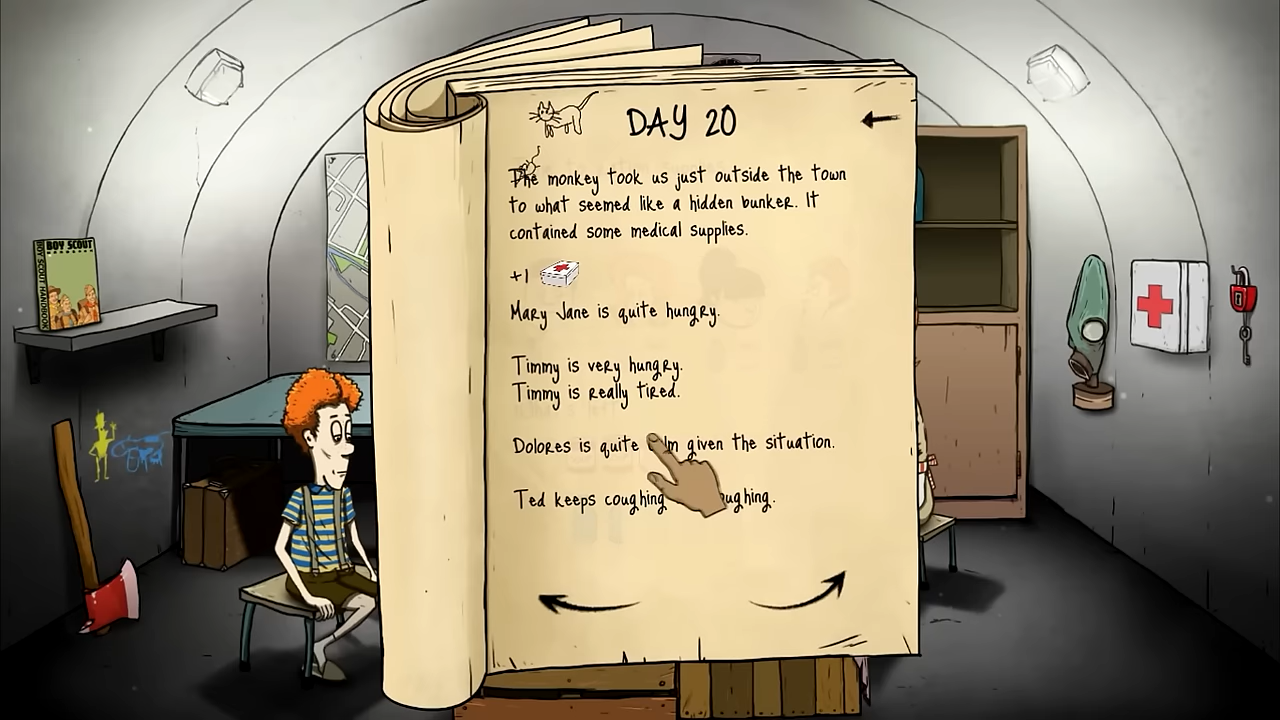 DAY 20
The monkey took us just outside the town
to what seemed like a hidden bunker. It
contained some medical supplies.
+1
Mary Jane is quite hungry.
Timmy is very hungry.
Timmy is really tired.
Dolores is quite given the situation.
Ted keeps coughing
BOY SCOUT
BOY SCOUT HANDBOOK